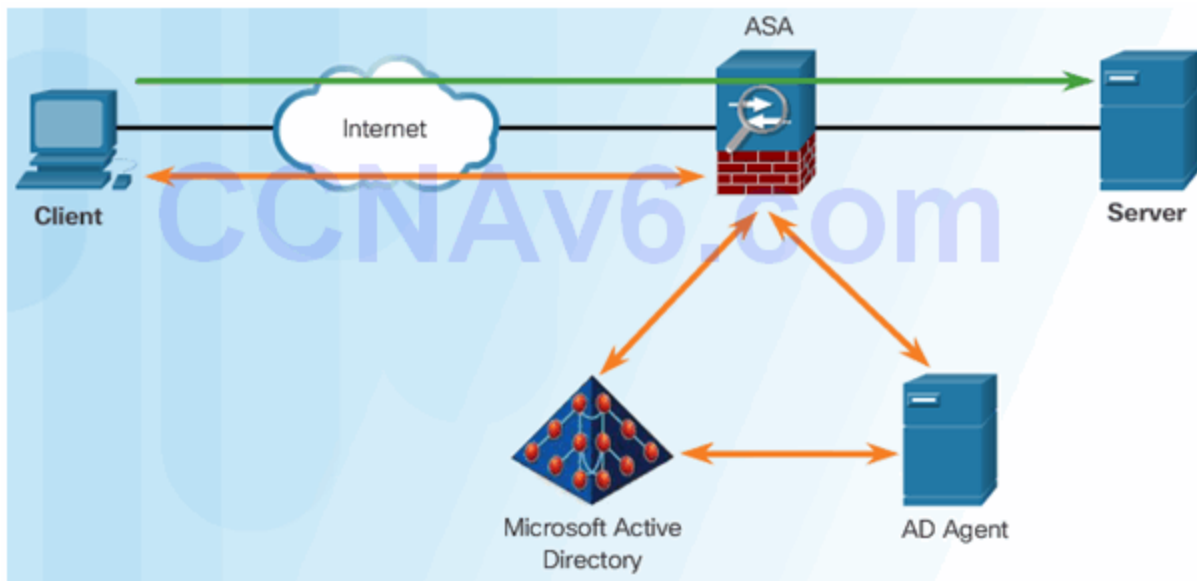 ASA
Internet
Client
Server
CCNAv6.com
Microsoft Active
Directory
AD Agent